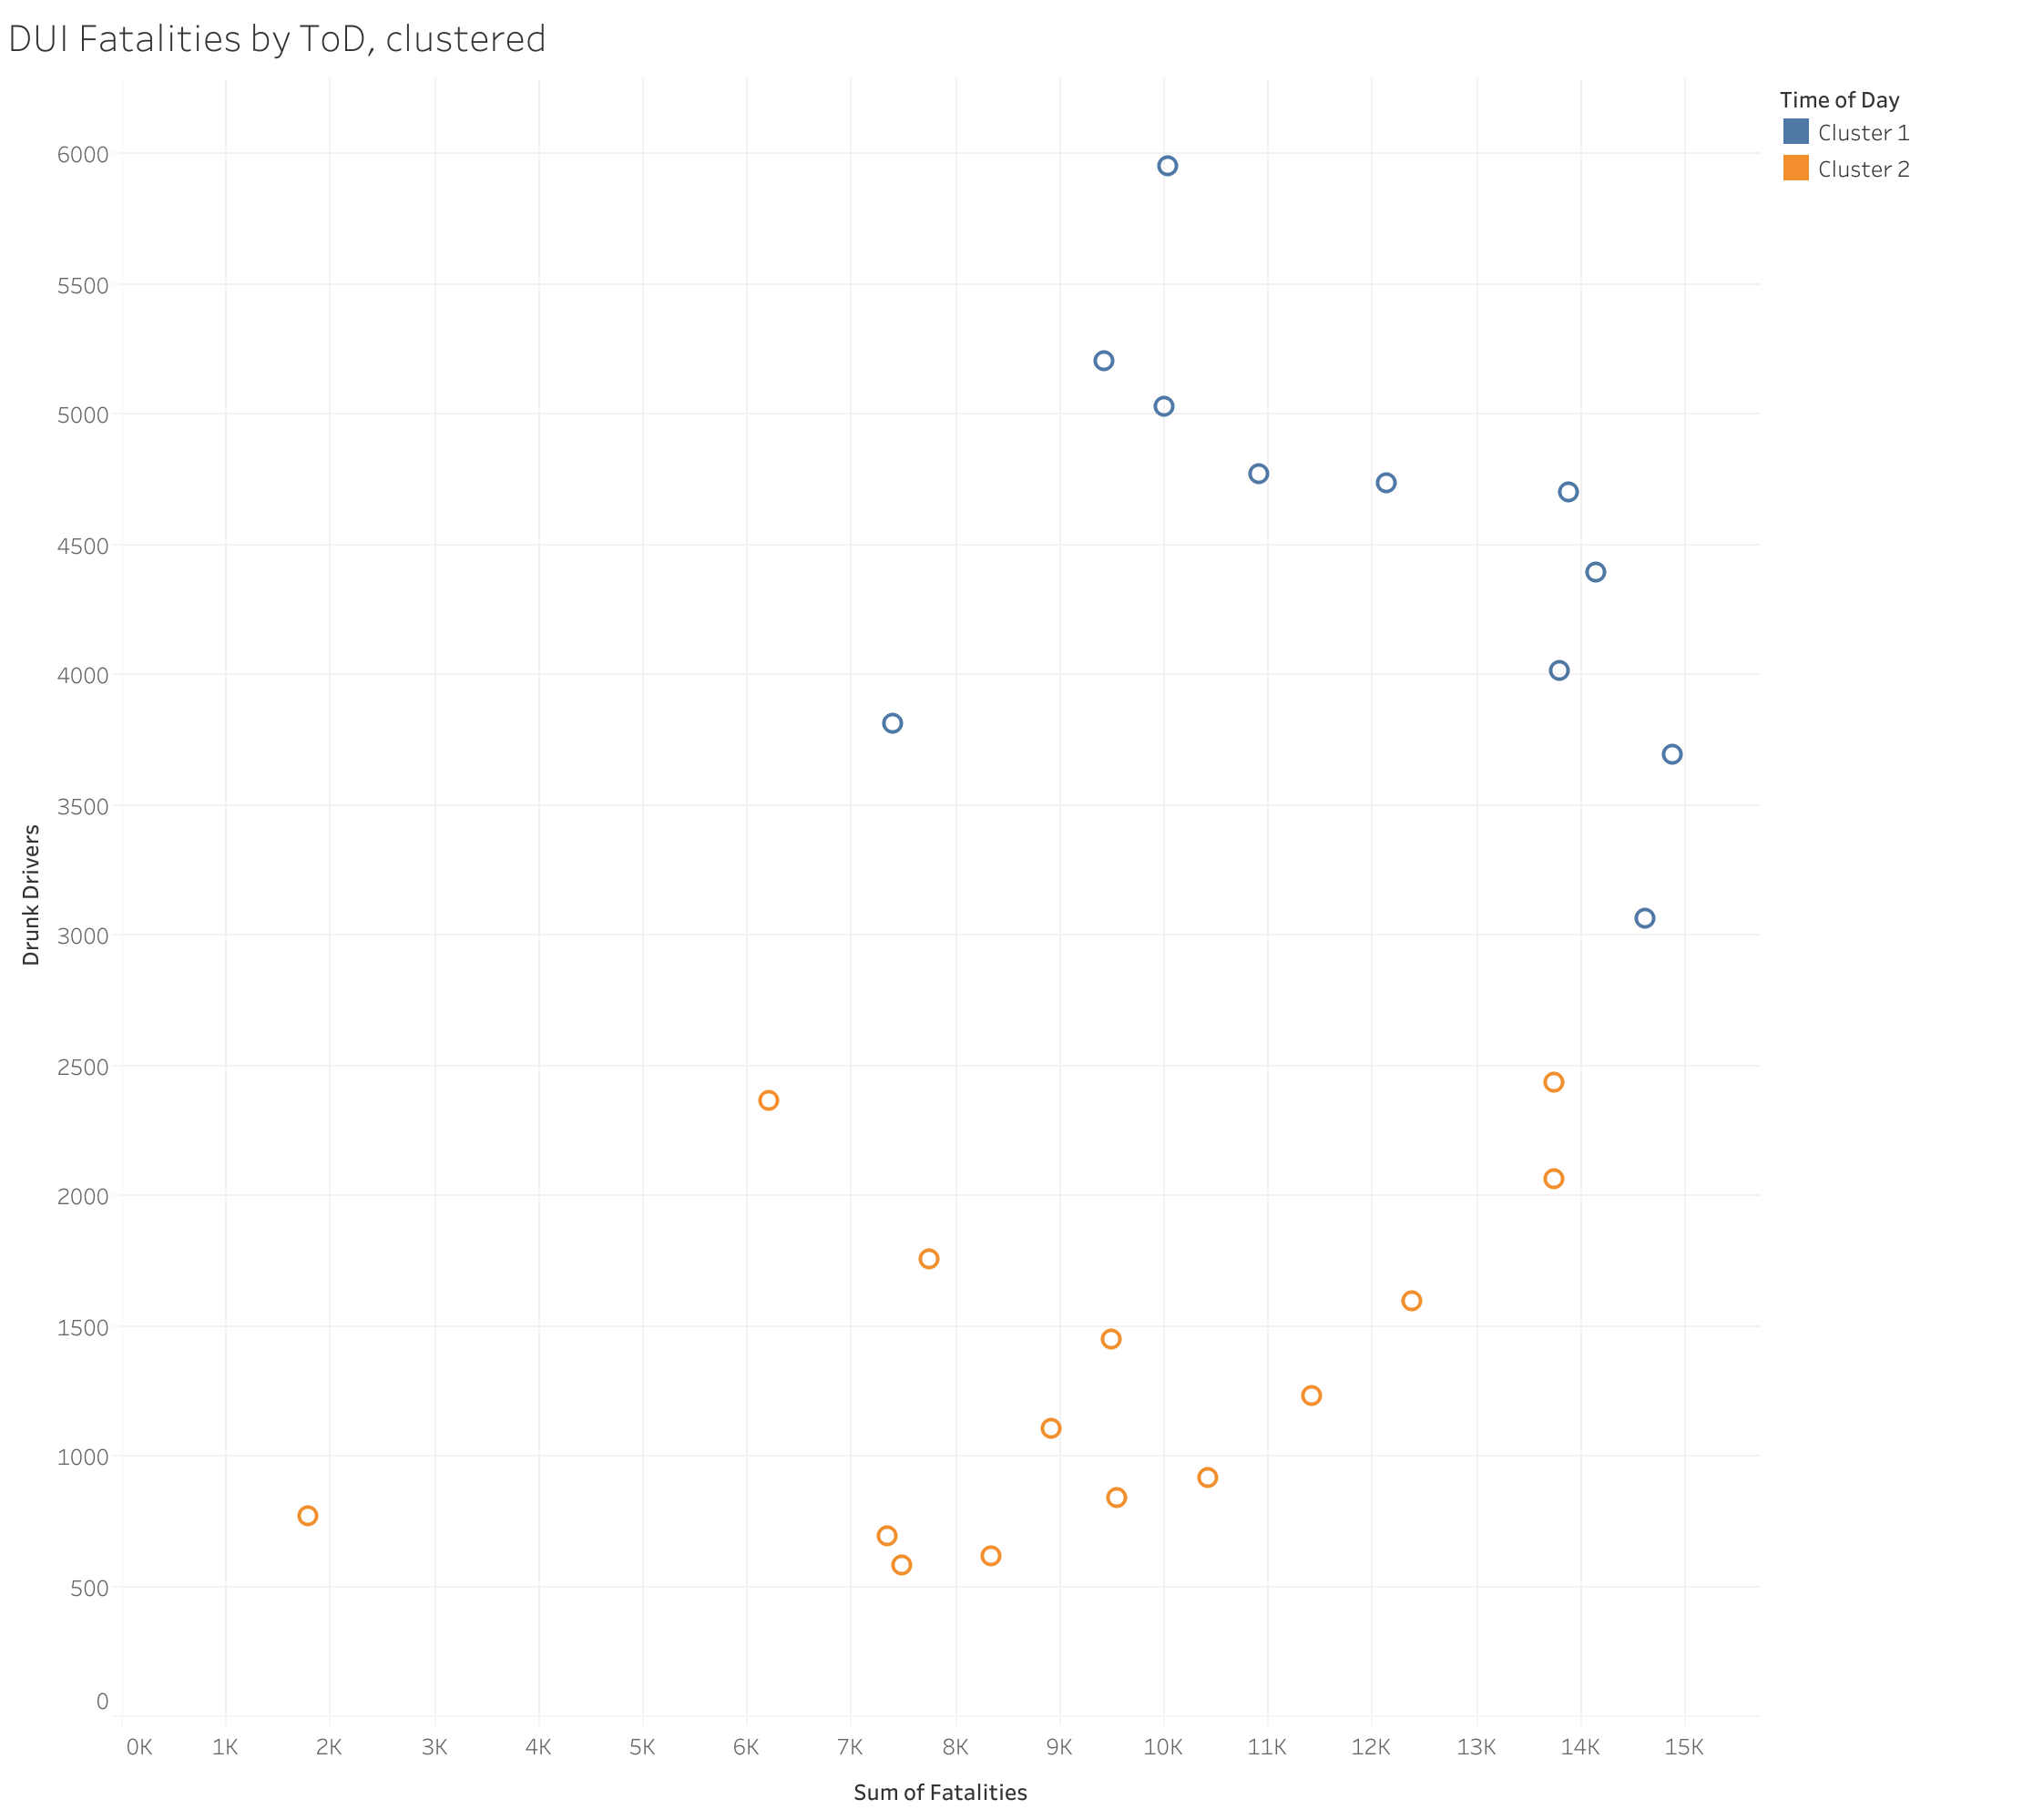 DUI Fatalities by ToD, clustered
Time of Day
Cluster 1
Cluster 2
6000
5500
5000
4500
4000
3500
3000
2500
2000
1500
1000
500
0
Drunk Drivers
0K 1K 2K 3K 4K 5K 6K 7K 8K 9K 10K 11K 12K 13K 14K 15K
Sum of Fatalities